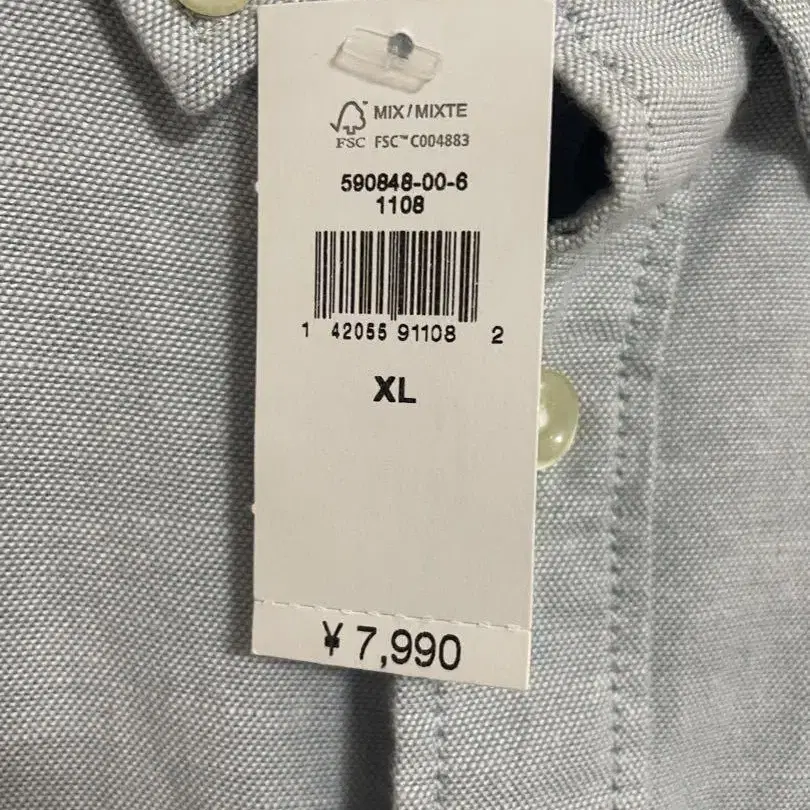 MIX/MIXTE
FSC FSC™ C004883
590848-00-6
1108
1 42055 91108 2
XL
¥ 7,990